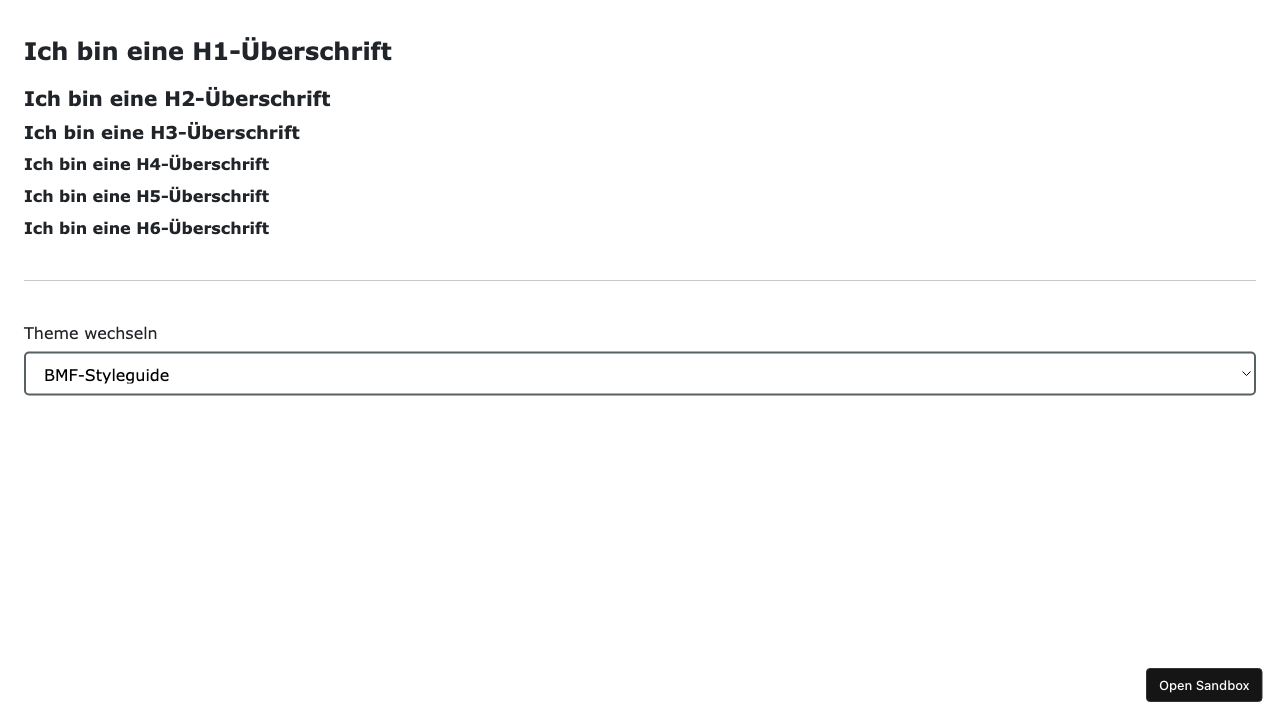 Ich bin eine H1-Überschrift
Ich bin eine H2-Überschrift
Ich bin eine H3-Überschrift
Ich bin eine H4-Überschrift
Ich bin eine H5-Überschrift
Ich bin eine H6-Überschrift
Theme wechseln
BMF-Styleguide
Open Sandbox